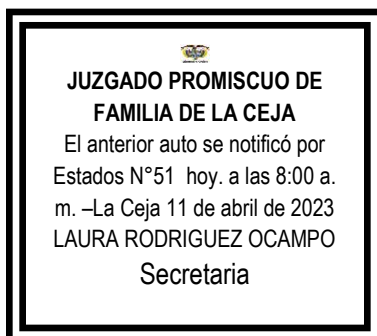 JUZGADO PROMISCUO DE
FAMILIA DE LA CEJA
El anterior auto se notificó por
Estados N°51 hoy. a las 8:00 a.
m. –La Ceja 11 de abril de 2023
LAURA RODRIGUEZ OCAMPO
Secretaria